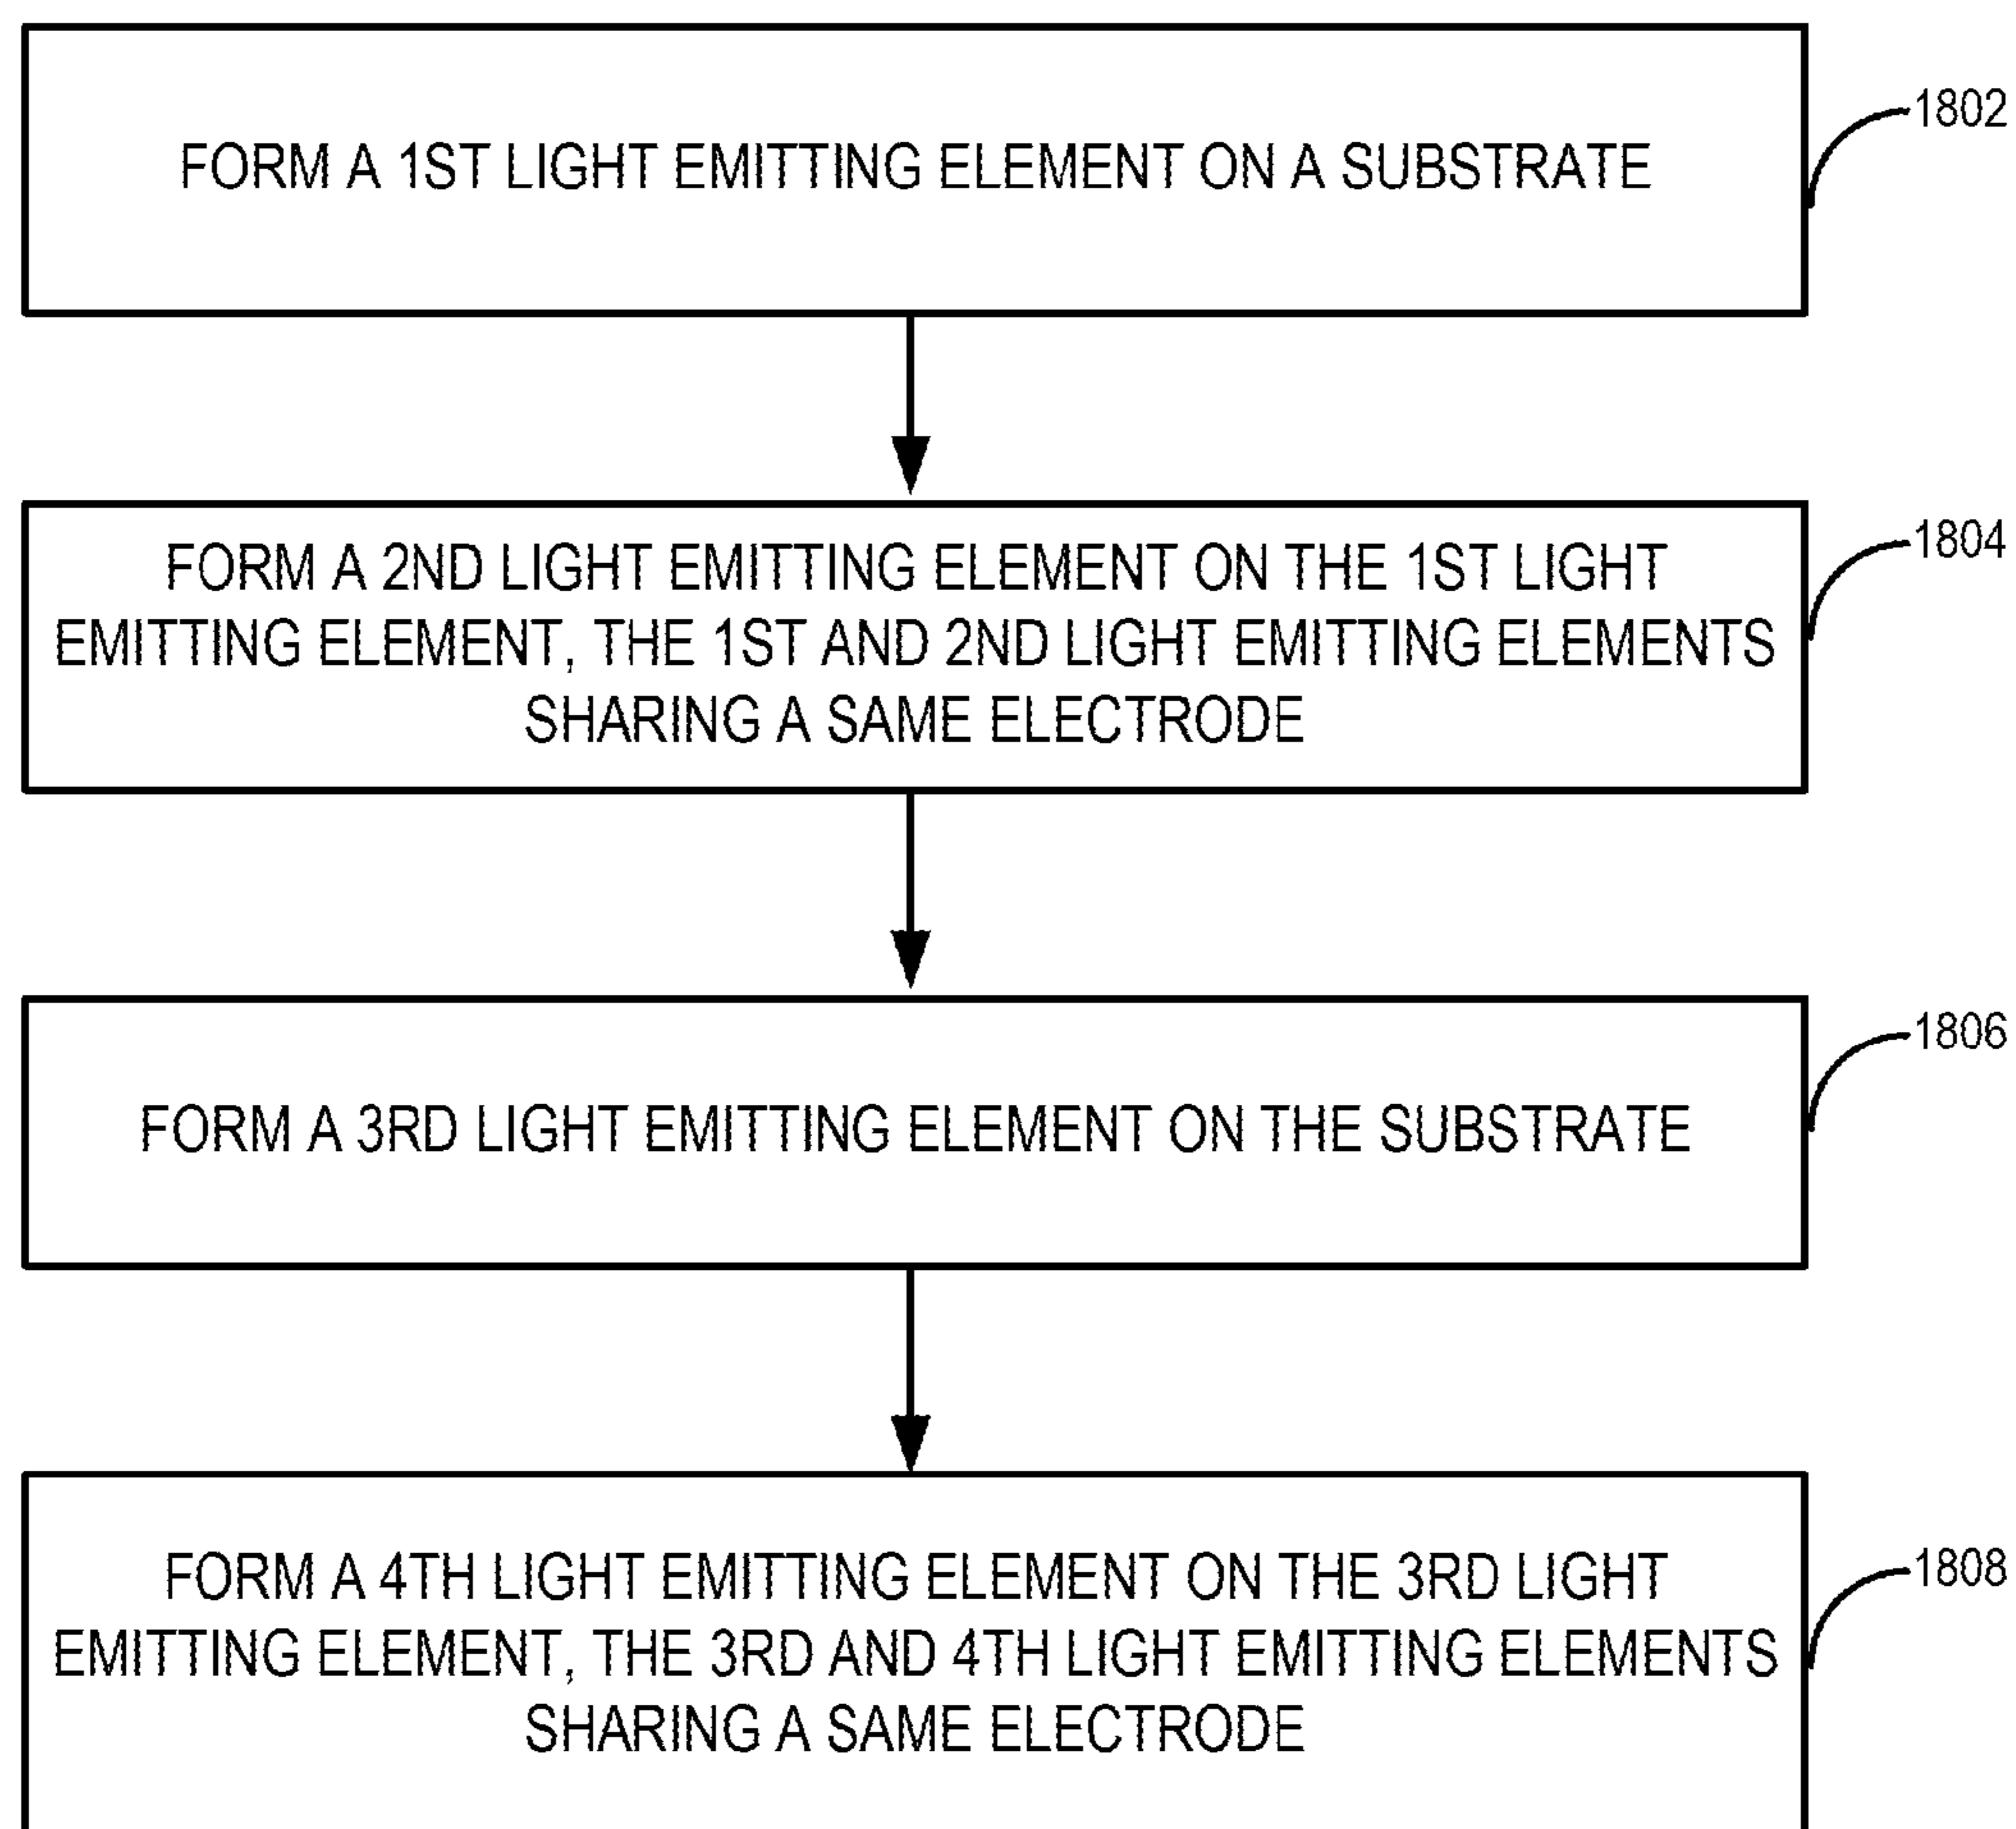 FORM A 1ST LIGHT EMITTING ELEMENT ON A SUBSTRATE
1802
FORM A 2ND LIGHT EMITTING ELEMENT ON THE 1ST LIGHT
EMITTING ELEMENT, THE 1ST AND 2ND LIGHT EMITTING ELEMENTS
SHARING A SAME ELECTRODE
1804
FORM A 3RD LIGHT EMITTING ELEMENT ON THE SUBSTRATE
1806
FORM A 4TH LIGHT EMITTING ELEMENT ON THE 3RD LIGHT
EMITTING ELEMENT, THE 3RD AND 4TH LIGHT EMITTING ELEMENTS
SHARING A SAME ELECTRODE
1808